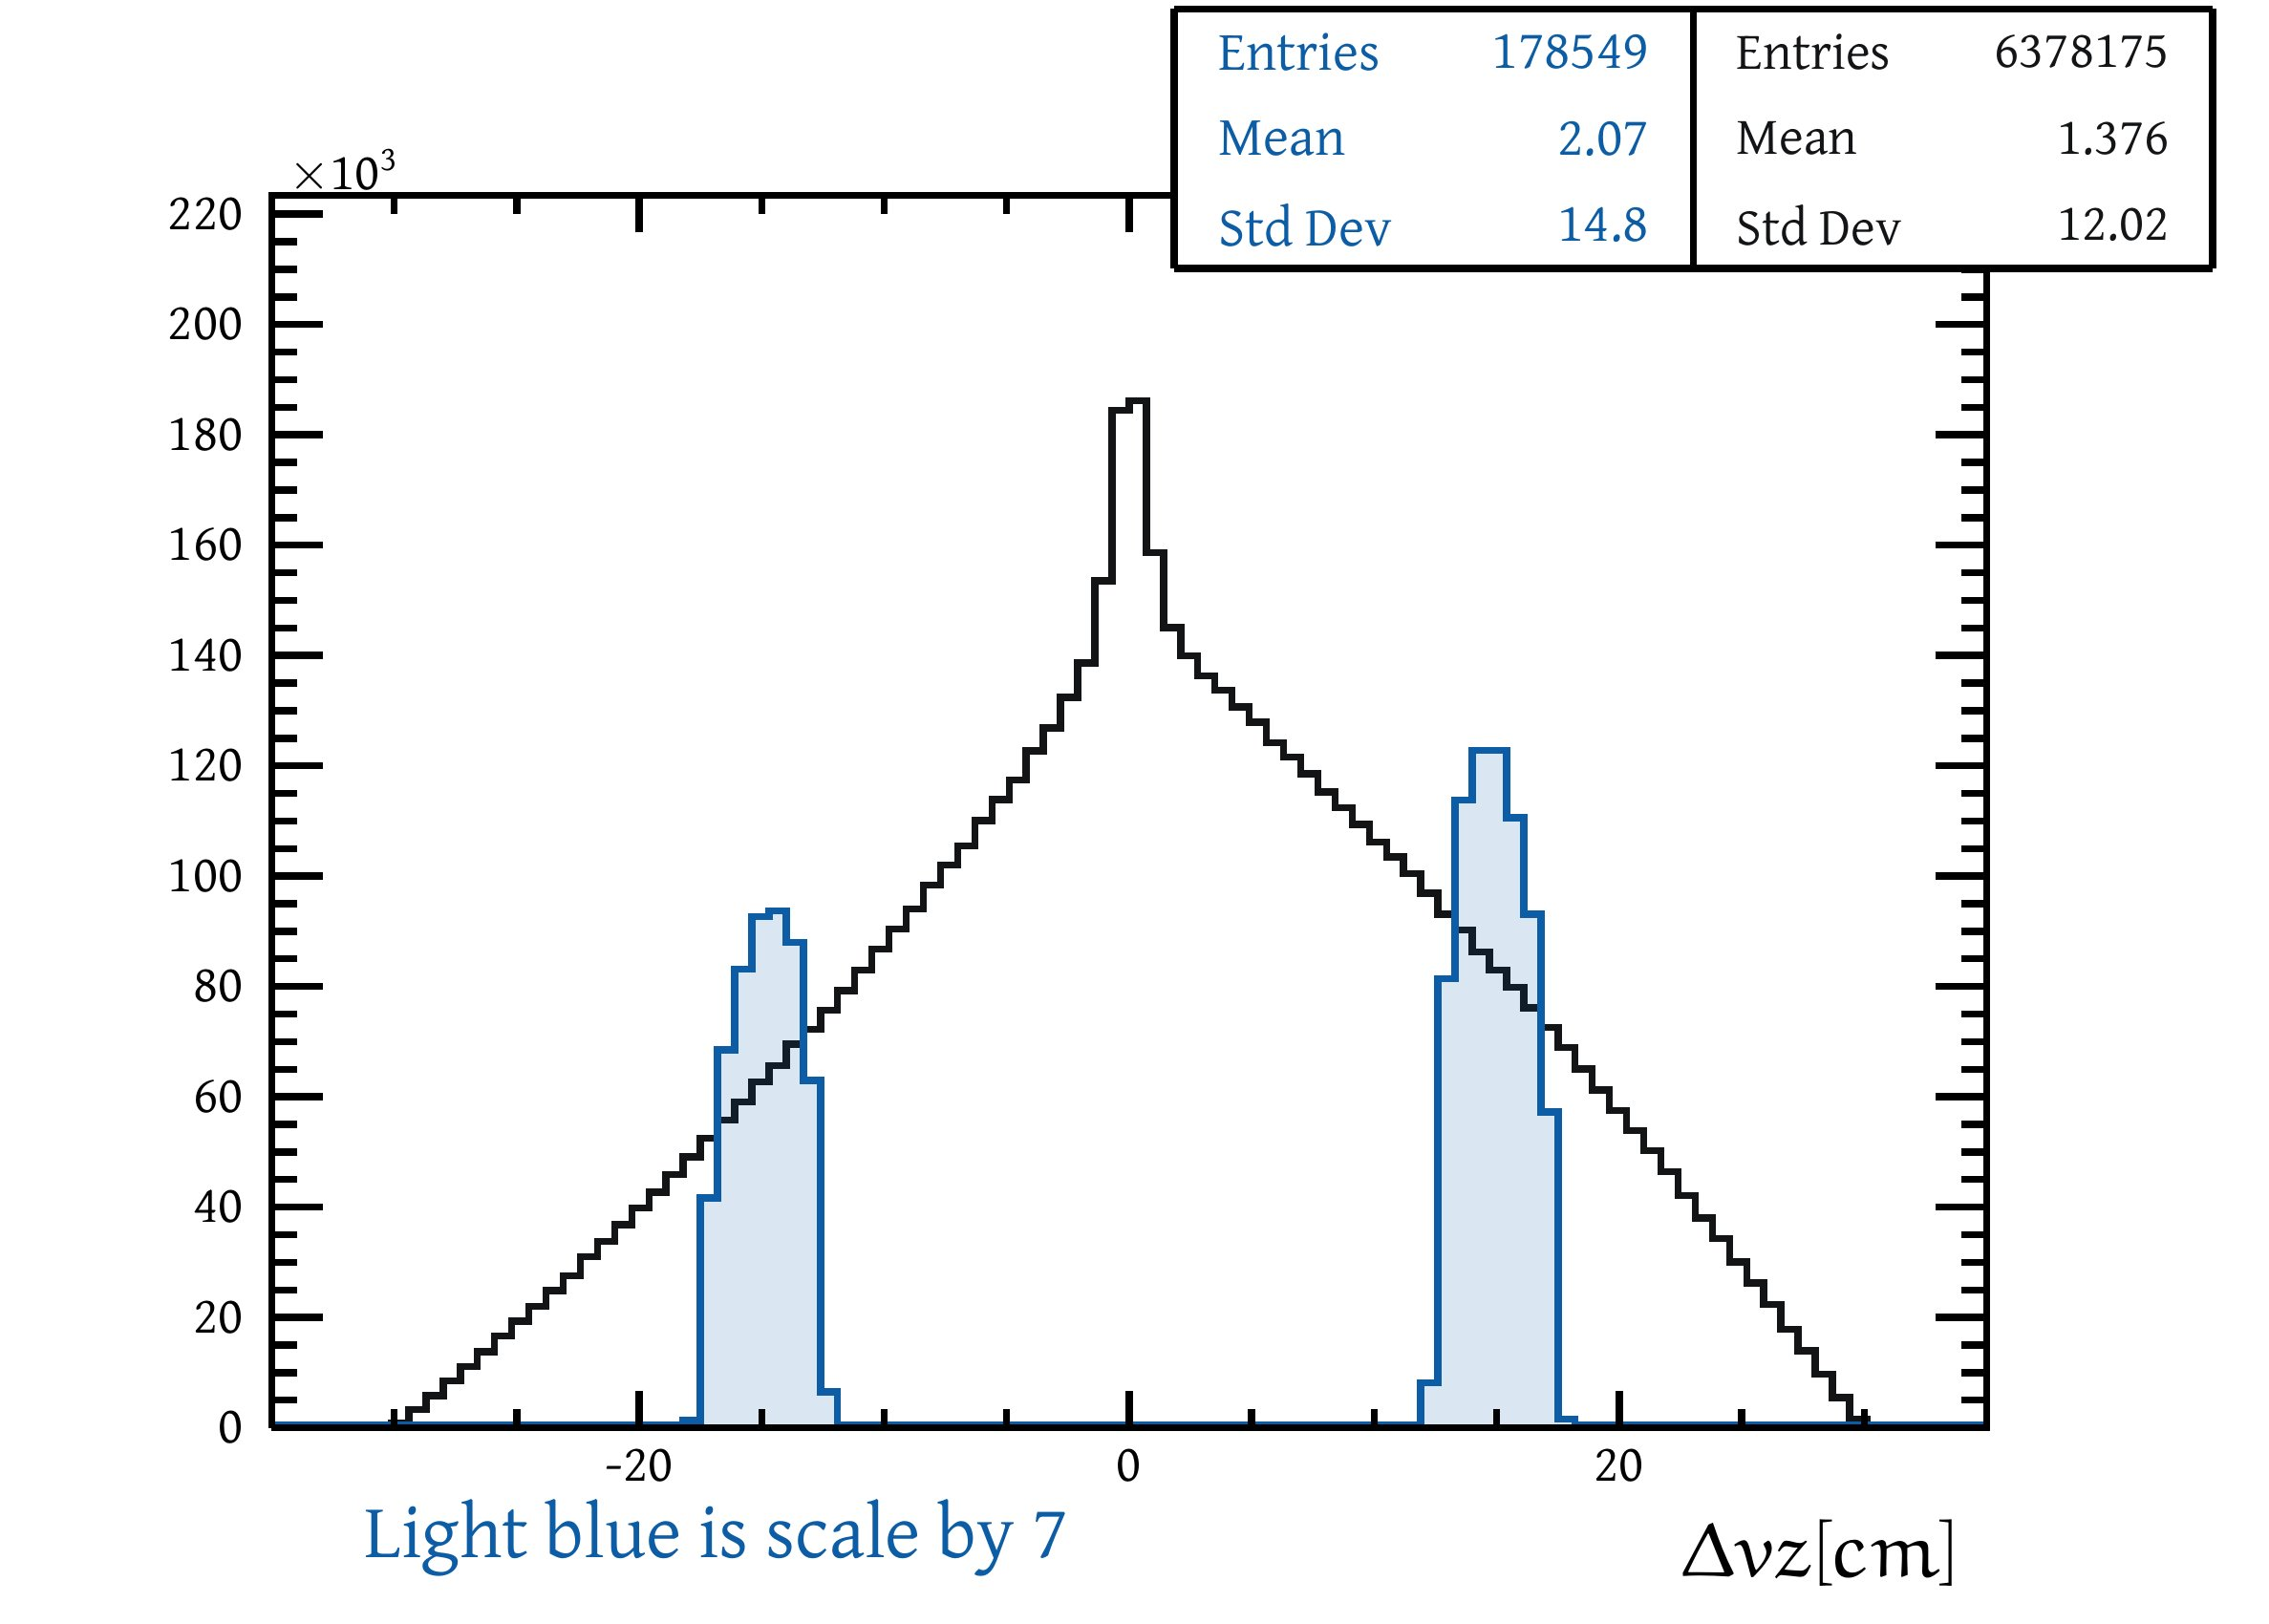 Entries 178549 Entries 6378175
Mean 2.07 Mean 1.376
Std Dev 14.8 Std Dev 12.02
×10³
220
200
180
160
140
120
100
80
60
40
20
0
-20 0 20
Light blue is scale by 7
Δvz[cm]